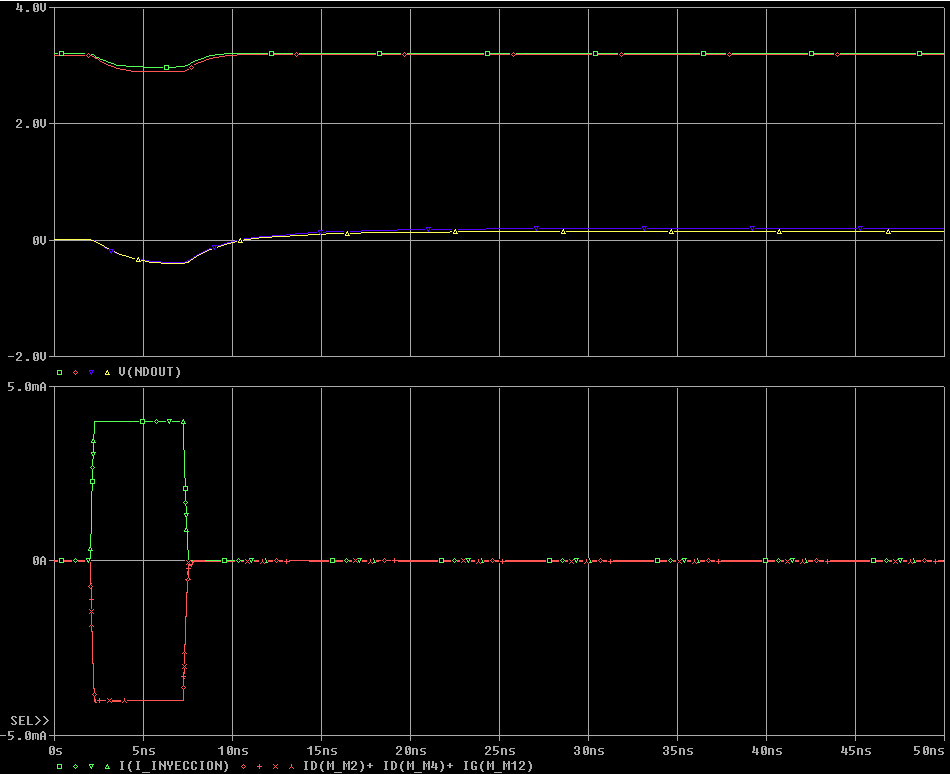 4.0V
2.0V
0V
-2.0V
V(NDOUT)
5.0mA
0A
SEL>>
-5.0mA
0s 5ns 10ns 15ns 20ns 25ns 30ns 35ns 40ns 45ns 50ns
I(I_INYECCION) ID(M_M2)+ ID(M_M4)+ IG(M_M12)